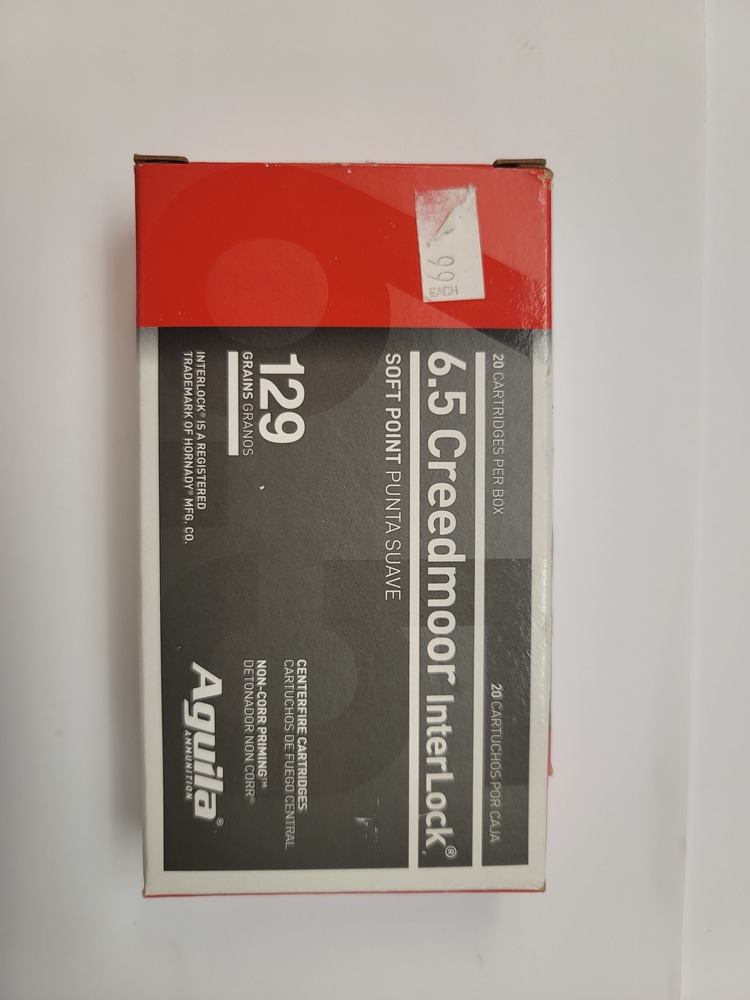 .99
EACH
20 CARTRIDGES PER BOX
20 CARTUCHOS POR CAJA
6.5 Creedmoor InterLock®
SOFT POINT PUNTA SUAVE
129
GRAINS GRANOS
CENTERFIRE CARTRIDGES
CARTUCHOS DE FUEGO CENTRAL
NON-CORR PRIMING™
DETONADOR NON CORR®
INTERLOCK® IS A REGISTERED
TRADEMARK OF HORNADY® MFG. CO.
Aguila®
AMMUNITION